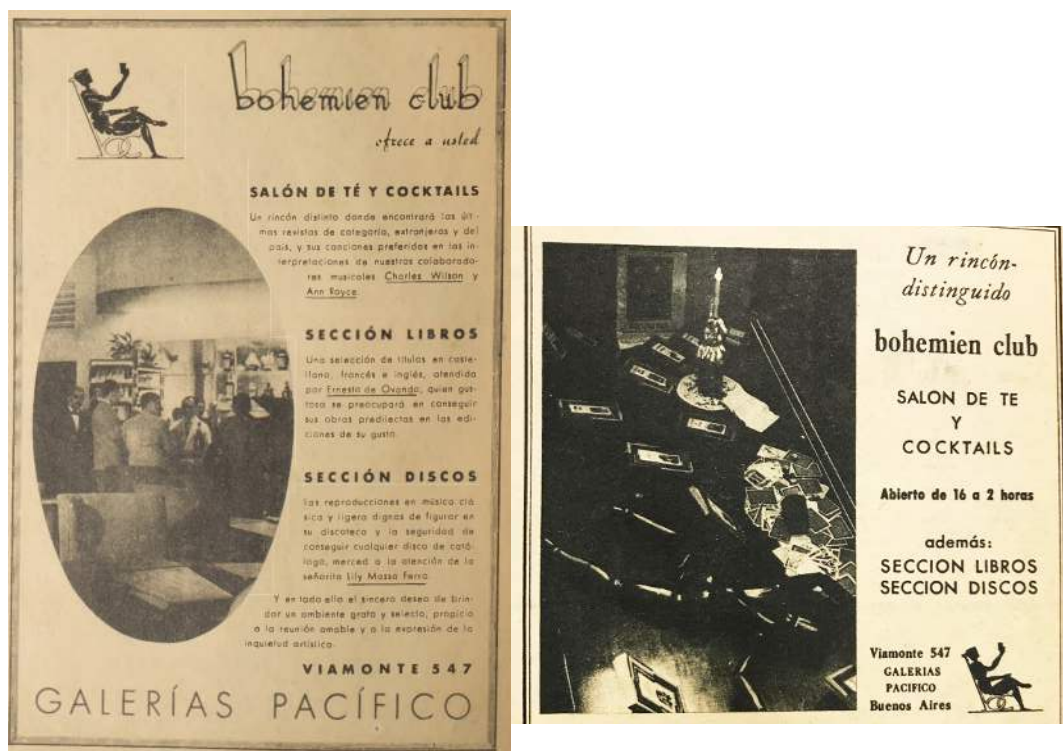 bohemien club
ofrece a usted
SALÓN DE TÉ Y COCKTAILS
Un rincón distinto donde encontrará las últi-
mas revistas de categoría, extranjeras y del
país, y sus canciones preferidas en las in-
terpretaciones de nuestros colaborado-
res musicales Charles Wilson y
Ann Royce.
SECCIÓN LIBROS
Una selección de títulos en caste-
llano, francés e inglés, atendida
por Ernesto de Ovando, quien gus-
toso se preocupará en conseguir
sus obras predilectas en las edi-
ciones de su gusto.
SECCIÓN DISCOS
Las reproducciones en música clá-
sica y ligera dignas de figurar en
su discoteca y la seguridad de
conseguir cualquier disco de catá-
logo, merced a la atención de la
señorita Lily Massa Ferro.
Y en todo ello el sincero deseo de brin-
dar un ambiente grato y selecto, propicio
a la reunión amable y a la expresión de la
inquietud artística.
VIAMONTE 547
GALERÍAS PACÍFICO
Un rincón-
distinguido
bohemien club
SALON DE TE
Y
COCKTAILS
Abierto de 16 a 2 horas
además:
SECCION LIBROS
SECCION DISCOS
Viamonte 547
GALERIAS
PACIFICO
Buenos Aires